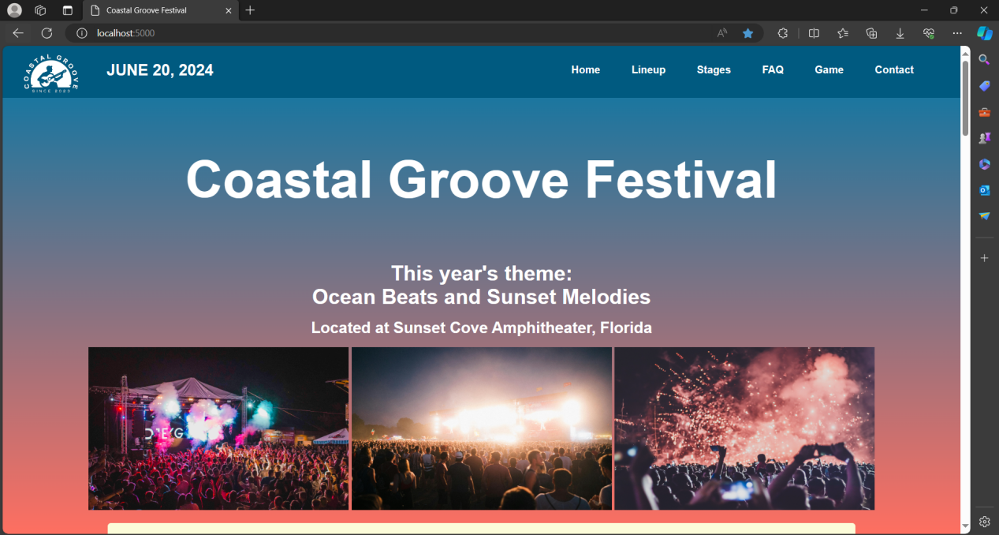 Coastal Groove Festival
localhost:5000
COASTAL GROOVE
SINCE 2023
JUNE 20, 2024
Home Lineup Stages FAQ Game Contact
Coastal Groove Festival
This year's theme:
Ocean Beats and Sunset Melodies
Located at Sunset Cove Amphitheater, Florida